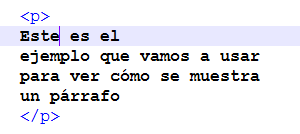 <p>
Este es el
ejemplo que vamos a usar
para ver cómo se muestra
un párrafo
</p>